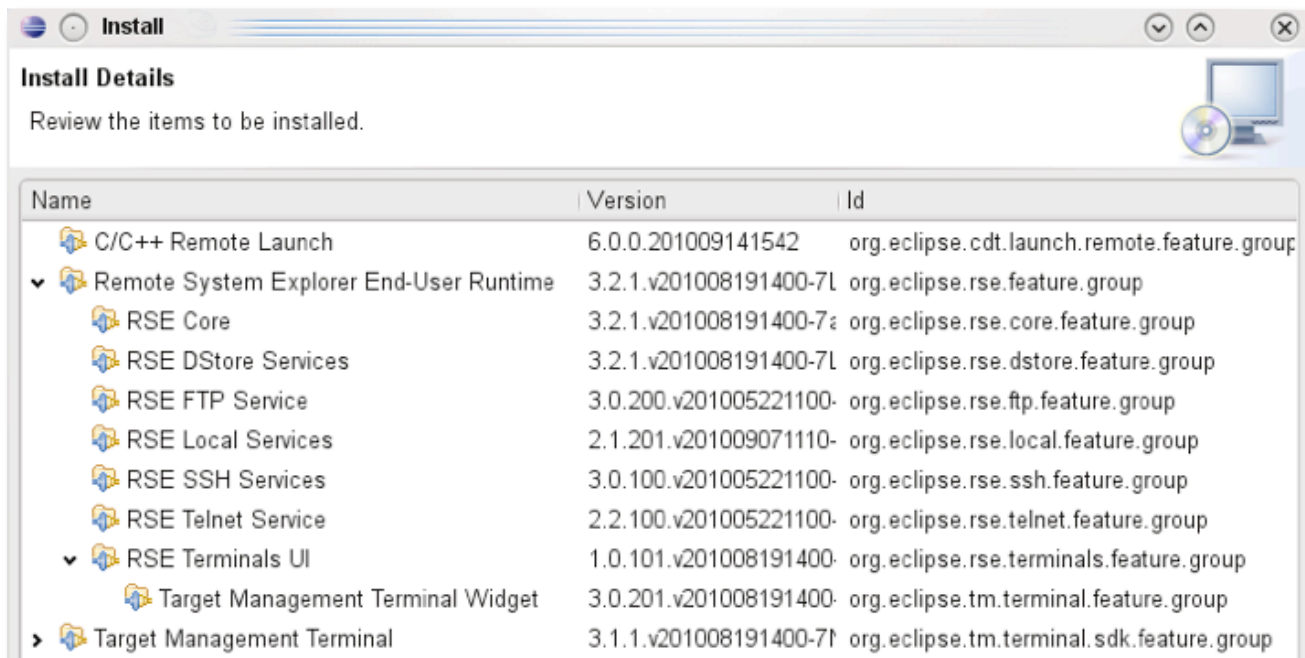 Install
Install Details
Review the items to be installed.
Name Version Id
C/C++ Remote Launch 6.0.0.201009141542 org.eclipse.cdt.launch.remote.feature.group
Remote System Explorer End-User Runtime 3.2.1.v201008191400-7L org.eclipse.rse.feature.group
RSE Core 3.2.1.v201008191400-7a org.eclipse.rse.core.feature.group
RSE DStore Services 3.2.1.v201008191400-7L org.eclipse.rse.dstore.feature.group
RSE FTP Service 3.0.200.v201005221100- org.eclipse.rse.ftp.feature.group
RSE Local Services 2.1.201.v201009071110- org.eclipse.rse.local.feature.group
RSE SSH Services 3.0.100.v201005221100- org.eclipse.rse.ssh.feature.group
RSE Telnet Service 2.2.100.v201005221100- org.eclipse.rse.telnet.feature.group
RSE Terminals UI 1.0.101.v201008191400- org.eclipse.rse.terminals.feature.group
Target Management Terminal Widget 3.0.201.v201008191400- org.eclipse.tm.terminal.feature.group
Target Management Terminal 3.1.1.v201008191400-7N org.eclipse.tm.terminal.sdk.feature.group